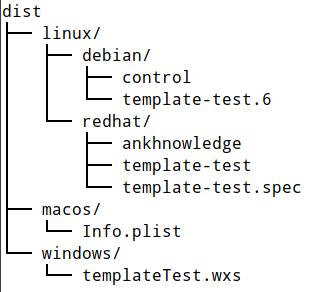 dist
linux/
debian/
control
template-test.6
redhat/
ankhnowledge
template-test
template-test.spec
macos/
Info.plist
windows/
templateTest.wxs